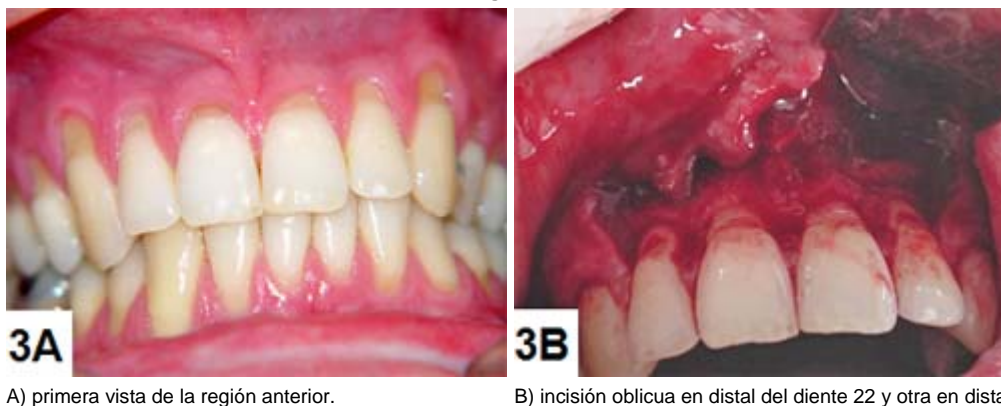 3A
3B
A) primera vista de la región anterior.
B) incisión oblicua en distal del diente 22 y otra en dista